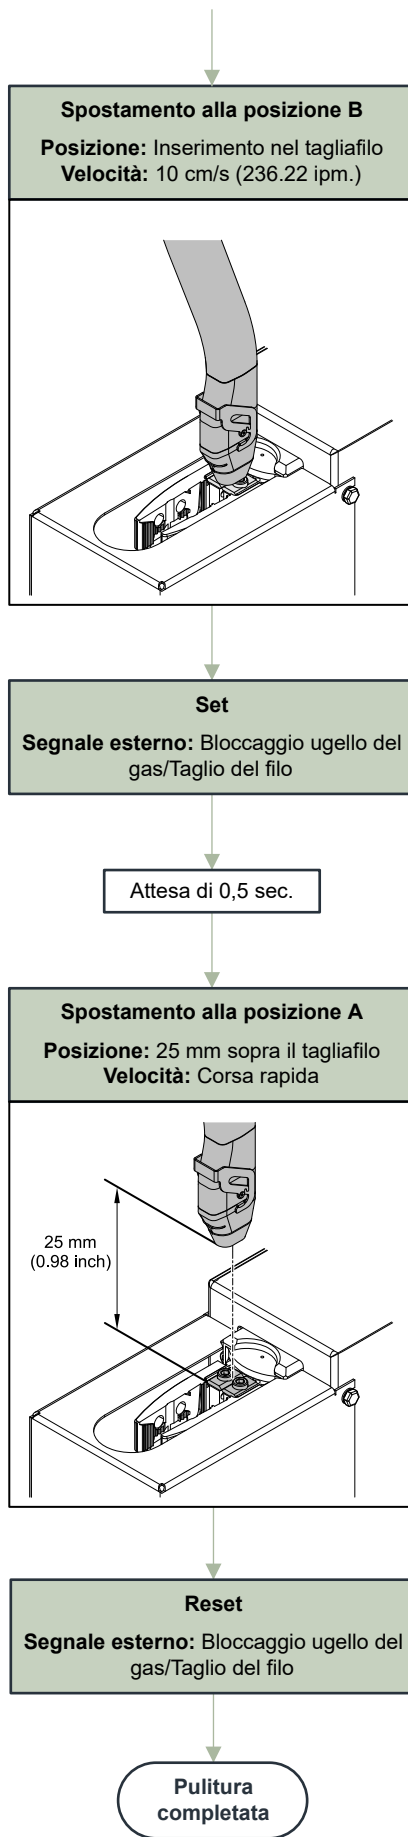 Spostamento alla posizione B
Posizione: Inserimento nel tagliafilo
Velocità: 10 cm/s (236.22 ipm.)
Set
Segnale esterno: Bloccaggio ugello del
gas/Taglio del filo
Attesa di 0,5 sec.
Spostamento alla posizione A
Posizione: 25 mm sopra il tagliafilo
Velocità: Corsa rapida
25 mm
(0.98 inch)
Reset
Segnale esterno: Bloccaggio ugello del
gas/Taglio del filo
Pulitura
completata